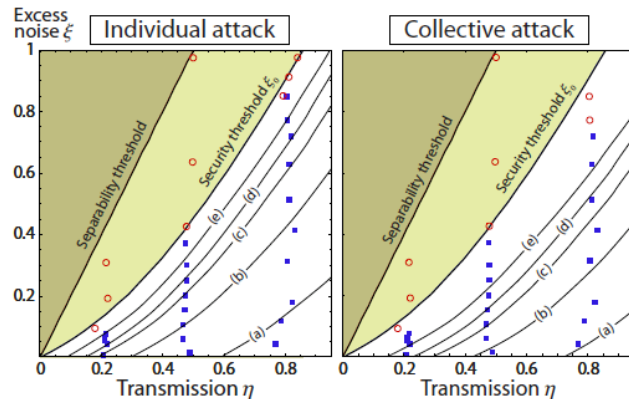 Excess
noise ξ
Individual attack
Collective attack
1
0.8
0.6
0.4
0.2
0
0.2
0.4
0.6
0.8
Transmission η
Separability threshold
Security threshold ξ₀
(e)
(d)
(c)
(b)
(a)
0
0.2
0.4
0.6
0.8
Transmission η
Separability threshold
Security threshold ξ₀
(e)
(d)
(c)
(b)
(a)